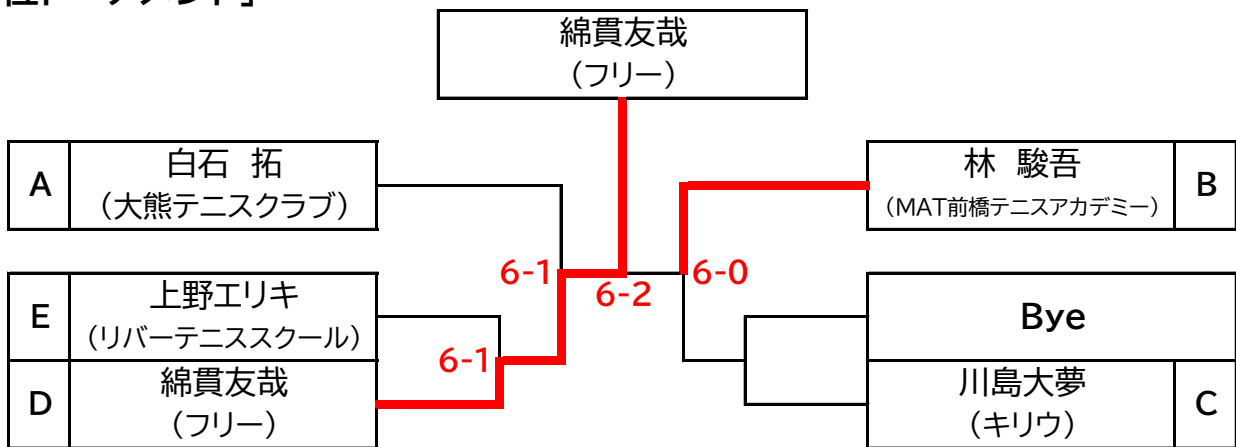 綿貫友哉
（フリー）
A
白石　拓
（大熊テニスクラブ）
林　駿吾
（MAT前橋テニスアカデミー）
B
E
上野エリキ
（リバーテニススクール）
6-1
6-2
6-0
Bye
6-1
D
綿貫友哉
（フリー）
川島大夢
（キリウ）
C